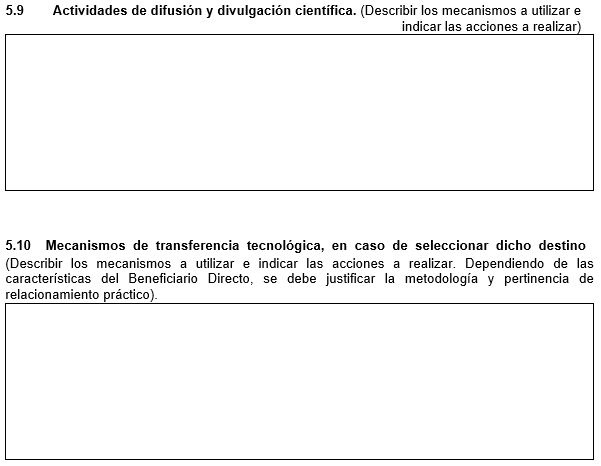 5.9 Actividades de difusión y divulgación científica. (Describir los mecanismos a utilizar e
indicar las acciones a realizar)
5.10 Mecanismos de transferencia tecnológica, en caso de seleccionar dicho destino
(Describir los mecanismos a utilizar e indicar las acciones a realizar. Dependiendo de las
características del Beneficiario Directo, se debe justificar la metodología y pertinencia de
relacionamiento práctico).